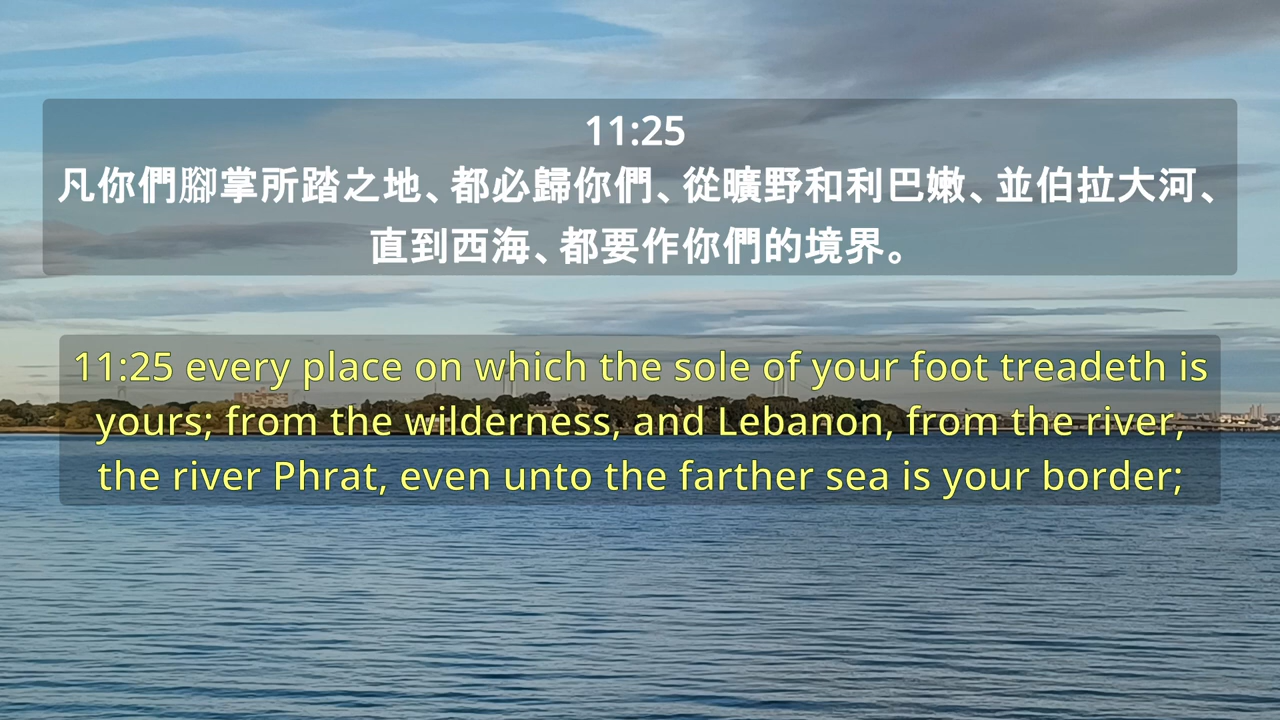 11:25
凡你們腳掌所踏之地、都必歸你們、從曠野和利巴嫩、並伯拉大河、
直到西海、都要作你們的境界。
11:25 every place on which the sole of your foot treadeth is
yours; from the wilderness, and Lebanon, from the river,
the river Phrat, even unto the farther sea is your border;